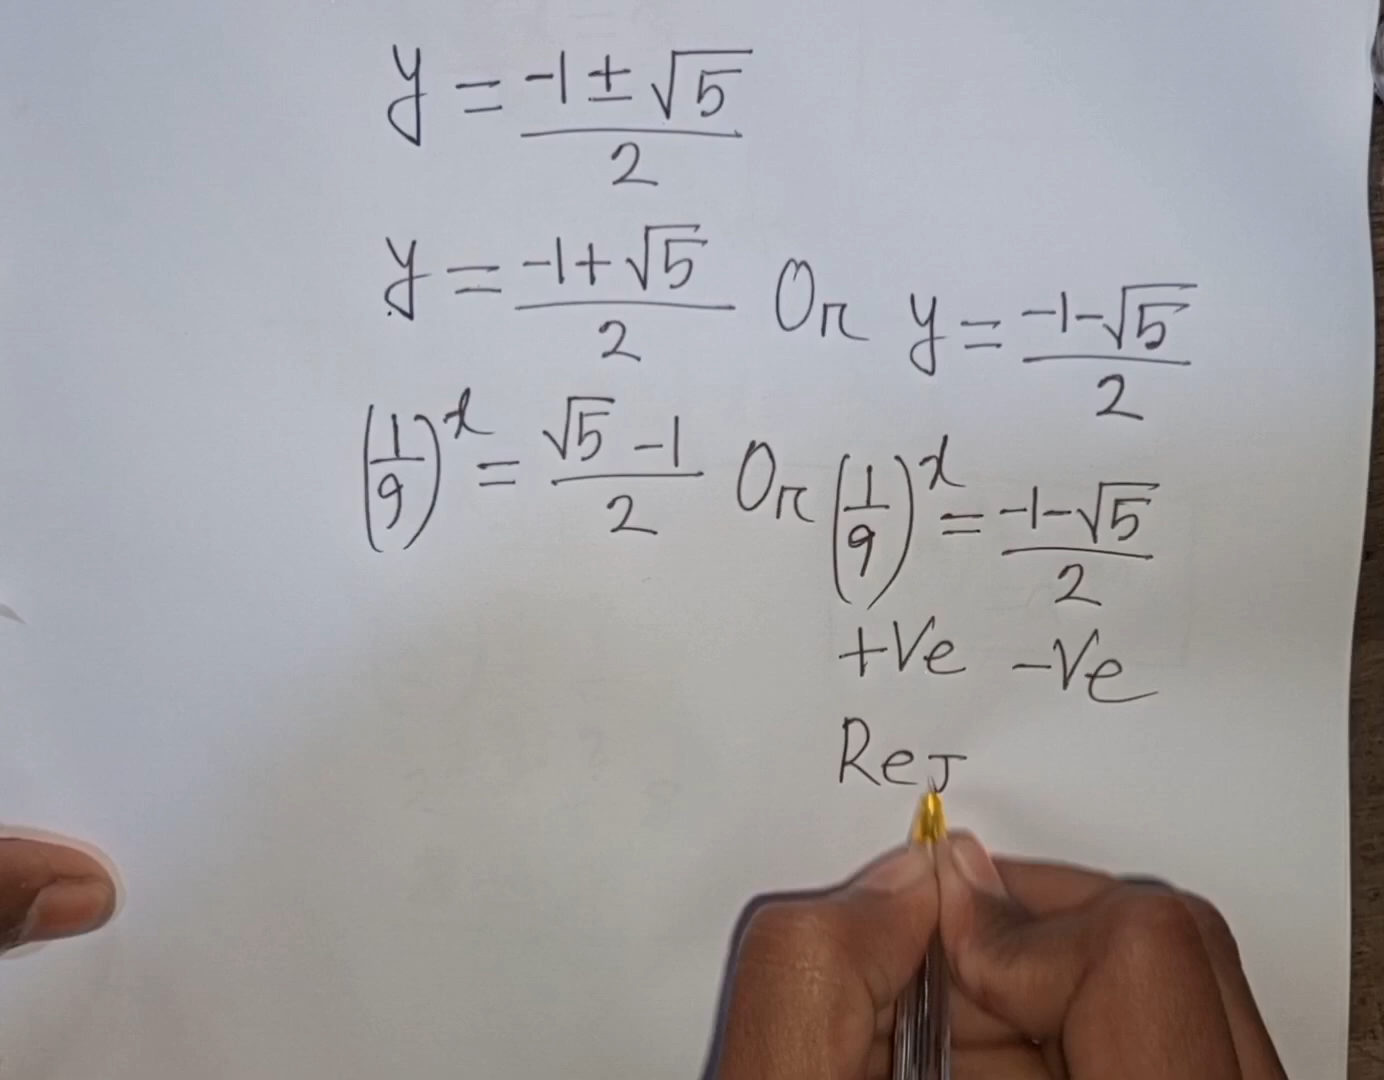 y = (-1 ± √5)/2
y = (-1 + √5)/2 Or y = (-1 - √5)/2
(1/9)^x = (√5 - 1)/2 Or (1/9)^x = (-1 - √5)/2
+Ve -Ve
ReJ